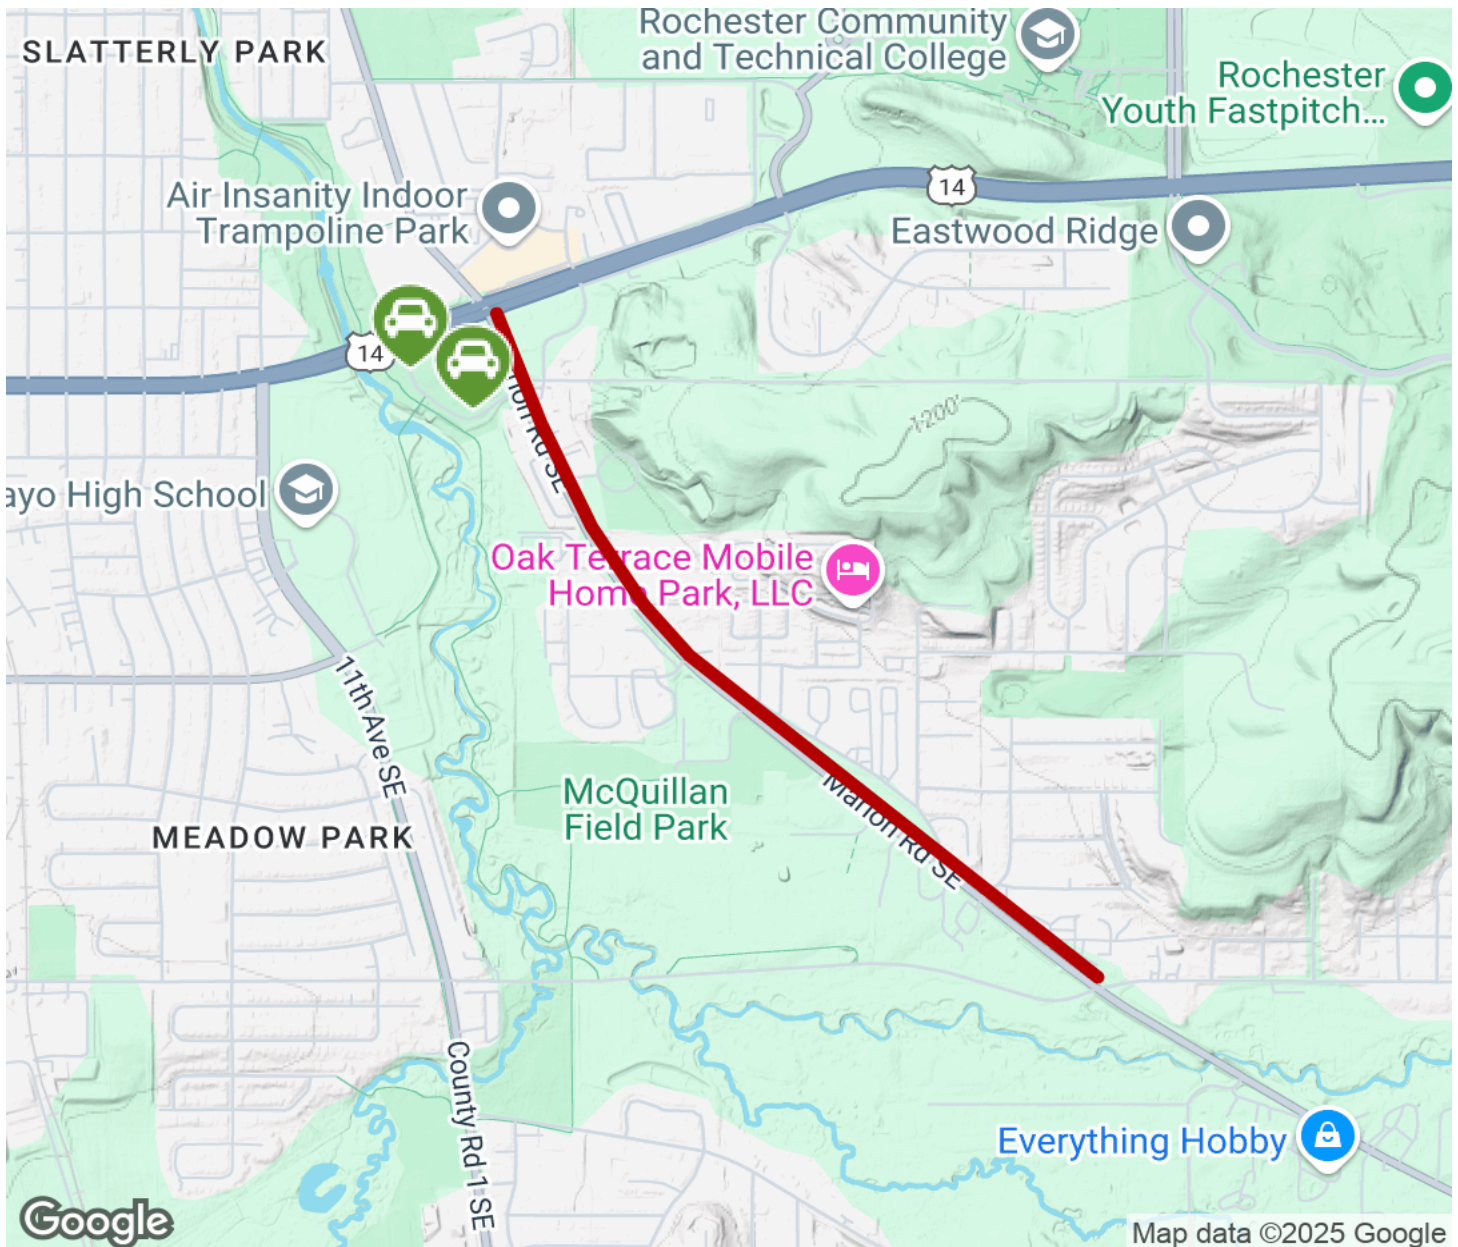 SLATTERLY PARK
Rochester Community
and Technical College
Rochester
Youth Fastpitch...
Air Insanity Indoor
Trampoline Park
14
Eastwood Ridge
14
1200'
Rd SE
ayo High School
Oak Terrace Mobile
Home Park, LLC
11th Ave SE
McQuillan
Field Park
Marion Rd SE
MEADOW PARK
County Rd 1 SE
Everything Hobby
Google
Map data ©2025 Google